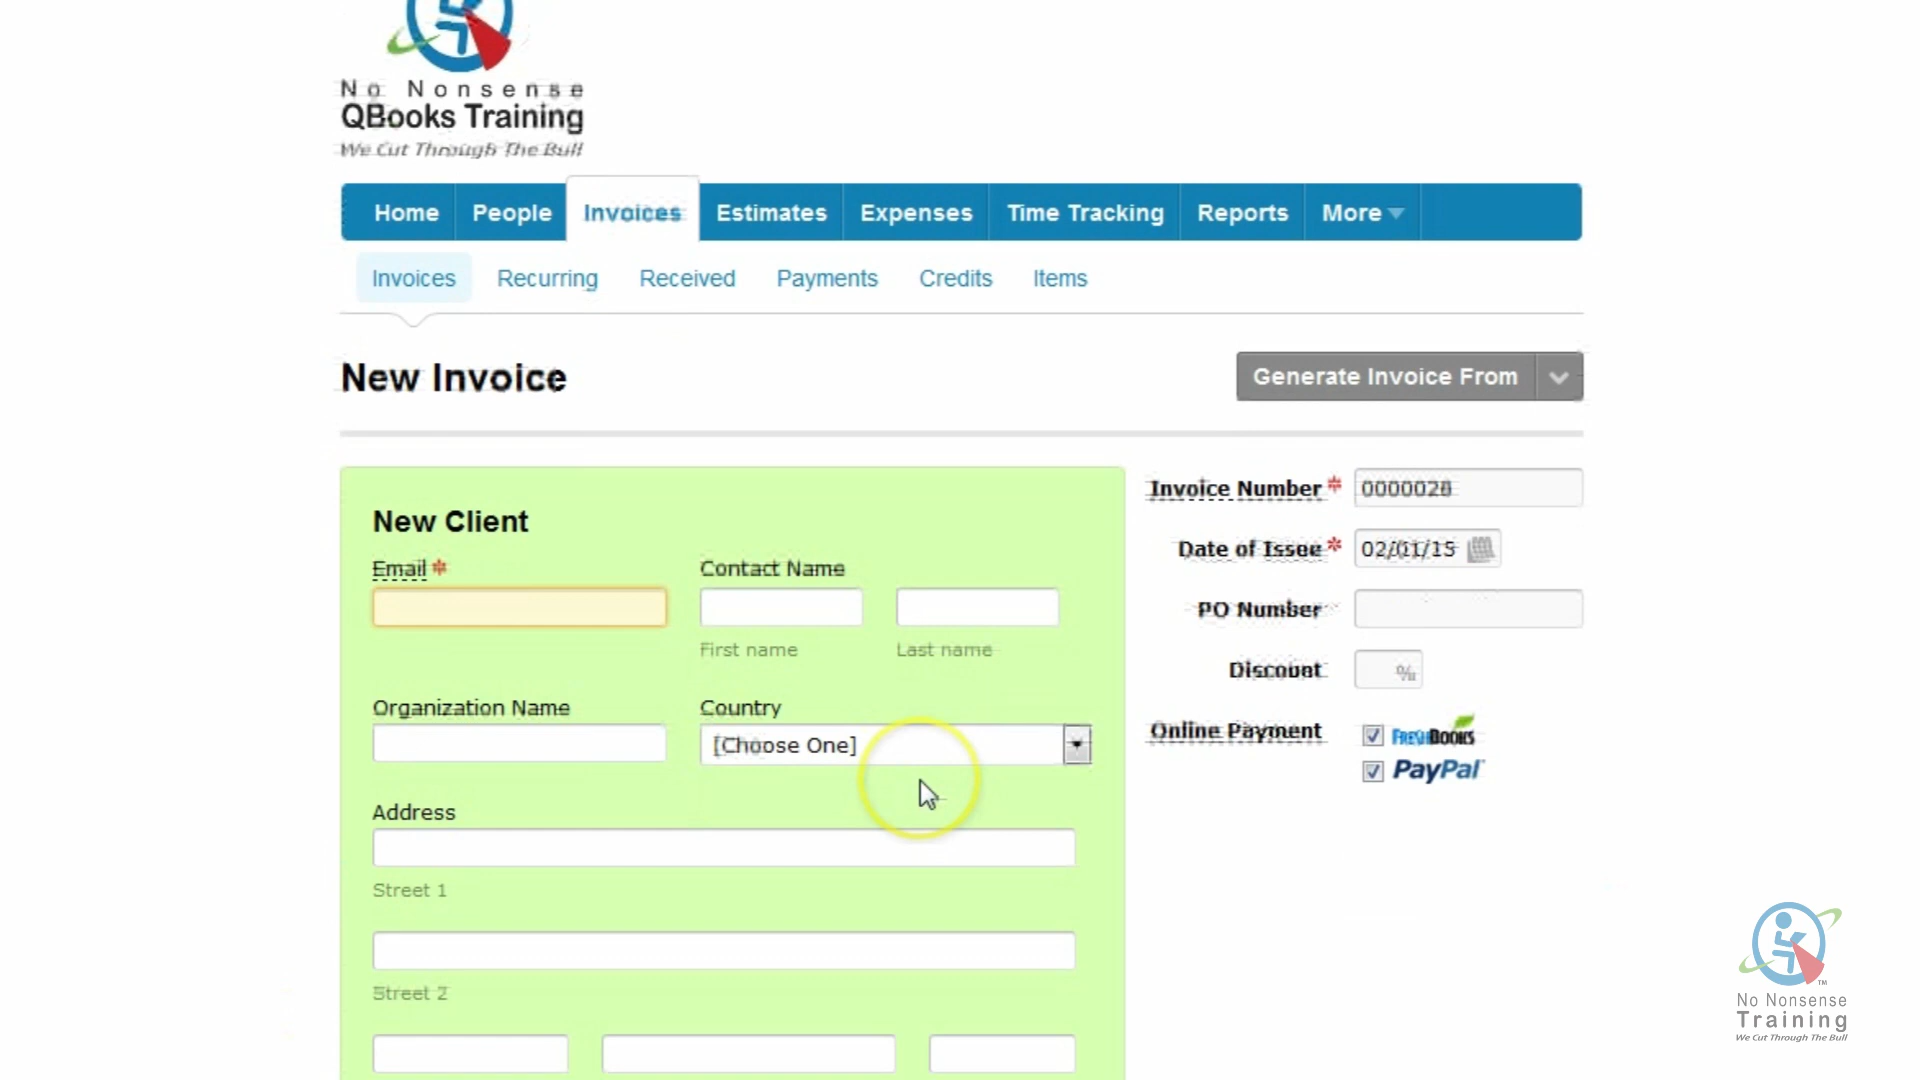 No Nonsense
QBooks Training
We Cut Through The Bull
Home People Invoices Estimates Expenses Time Tracking Reports More
Invoices Recurring Received Payments Credits Items
New Invoice
Generate Invoice From
New Client
Email *
Contact Name
First name
Last name
Organization Name
Country
[Choose One]
Address
Street 1
Street 2
Invoice Number * 0000028
Date of Issue * 02/01/15
PO Number
Discount %
Online Payment FRESHBOOKS
PayPal
No Nonsense
Training
We Cut Through The Bull
TM